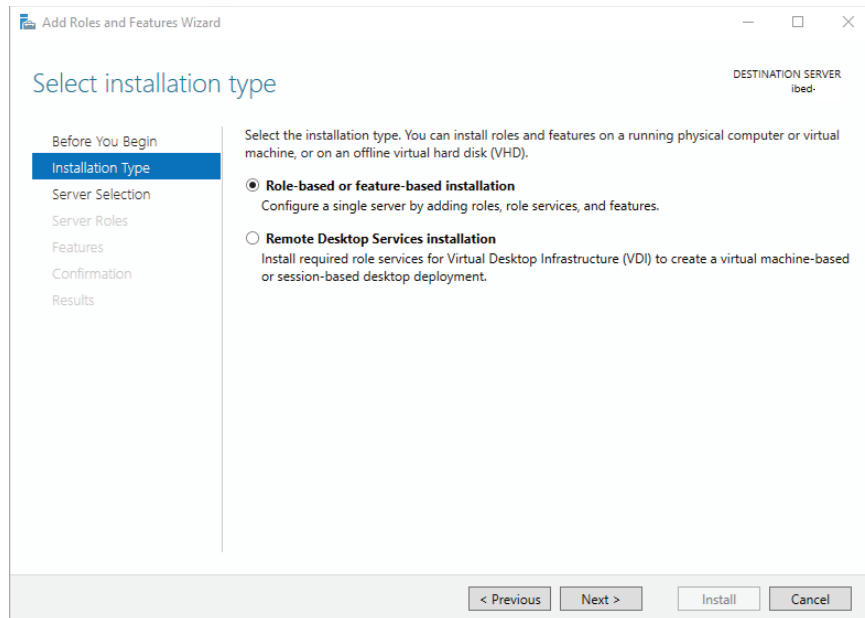 Add Roles and Features Wizard
Select installation type
DESTINATION SERVER
ibed-
Before You Begin
Installation Type
Server Selection
Server Roles
Features
Confirmation
Results
Select the installation type. You can install roles and features on a running physical computer or virtual
machine, or on an offline virtual hard disk (VHD).
Role-based or feature-based installation
Configure a single server by adding roles, role services, and features.
Remote Desktop Services installation
Install required role services for Virtual Desktop Infrastructure (VDI) to create a virtual machine-based
or session-based desktop deployment.
< Previous
Next >
Install
Cancel